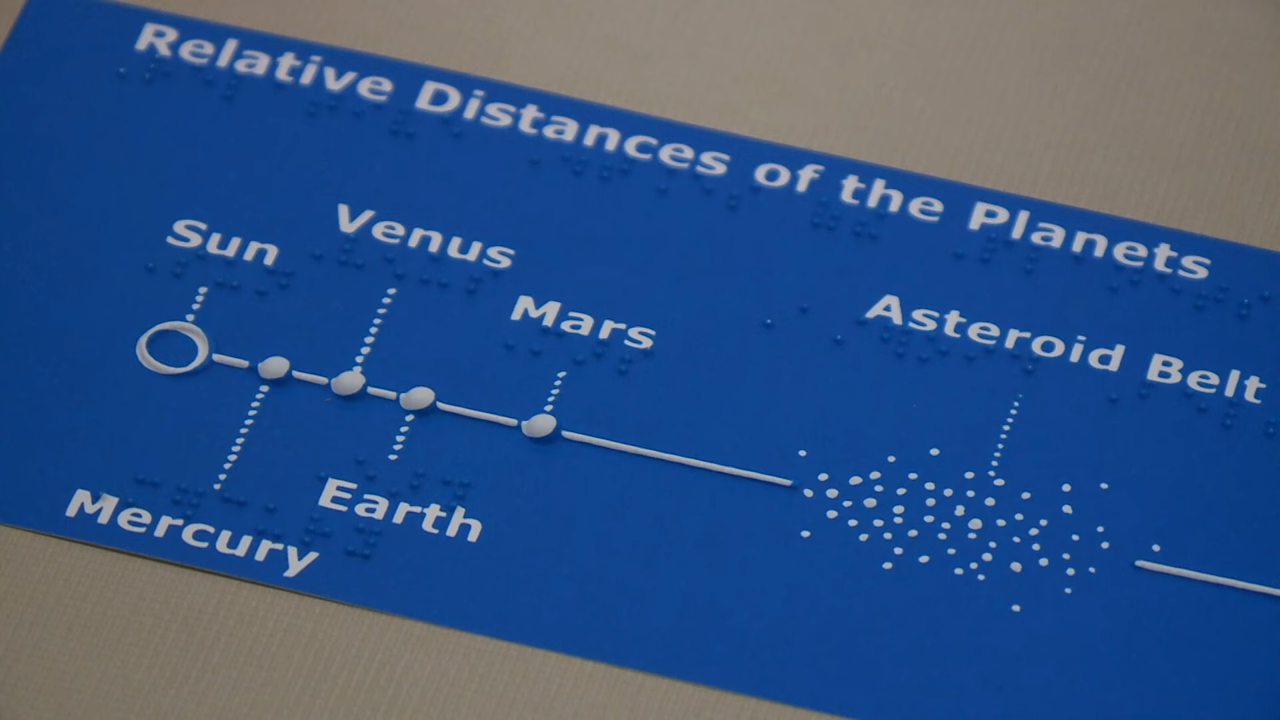 Relative Distances of the Planets
Sun
Venus
Mars
Asteroid Belt
Mercury
Earth